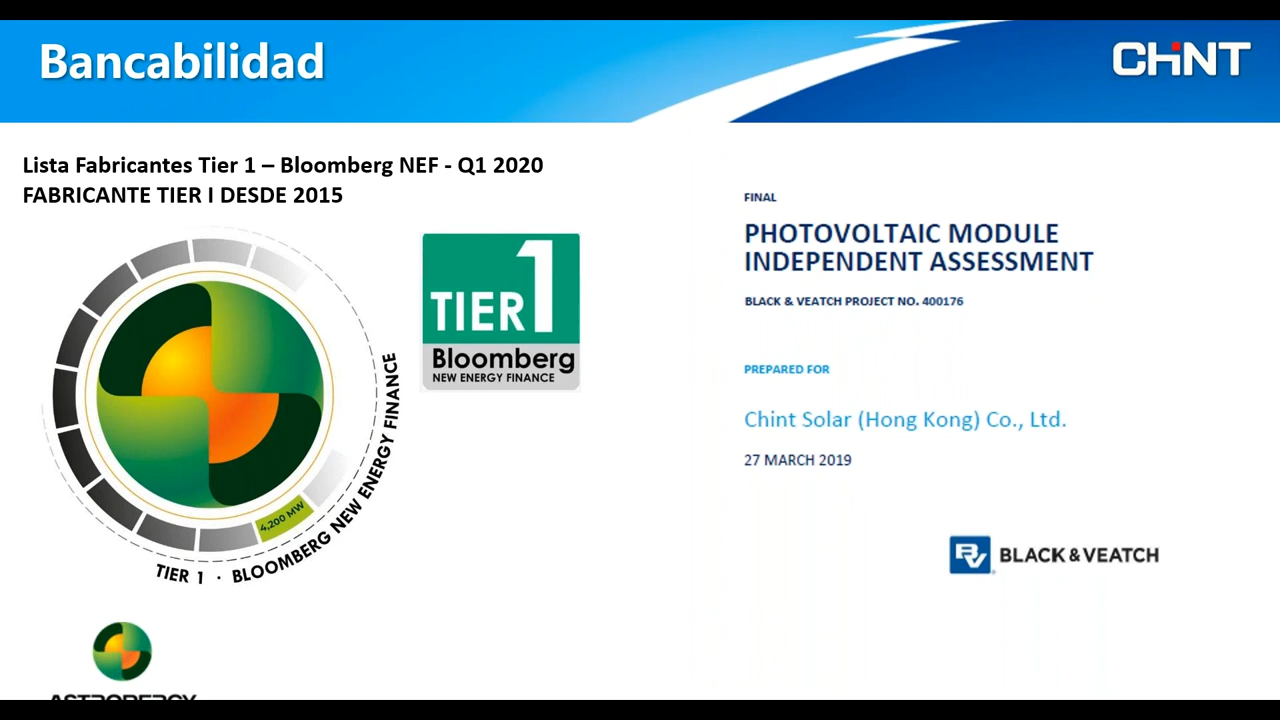 Bancabilidad
CHINT
Lista Fabricantes Tier 1 – Bloomberg NEF - Q1 2020
FABRICANTE TIER I DESDE 2015
4,200 MW
TIER 1 · BLOOMBERG NEW ENERGY FINANCE
TIER 1
Bloomberg
NEW ENERGY FINANCE
FINAL
PHOTOVOLTAIC MODULE
INDEPENDENT ASSESSMENT
BLACK & VEATCH PROJECT NO. 400176
PREPARED FOR
Chint Solar (Hong Kong) Co., Ltd.
27 MARCH 2019
BV BLACK & VEATCH